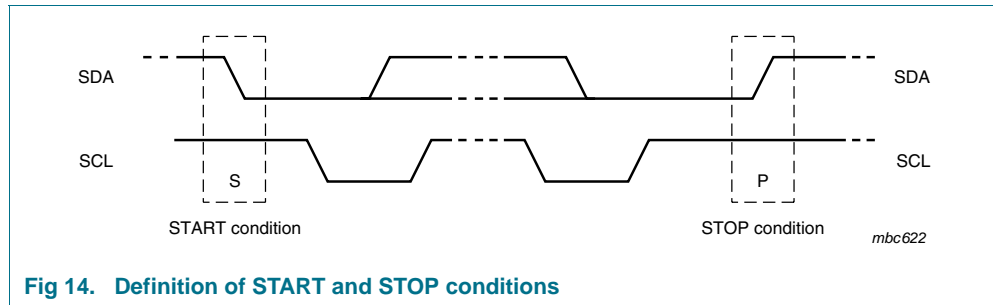 SDA
SDA
SCL
SCL
S
P
START condition
STOP condition
mbc622
Fig 14. Definition of START and STOP conditions